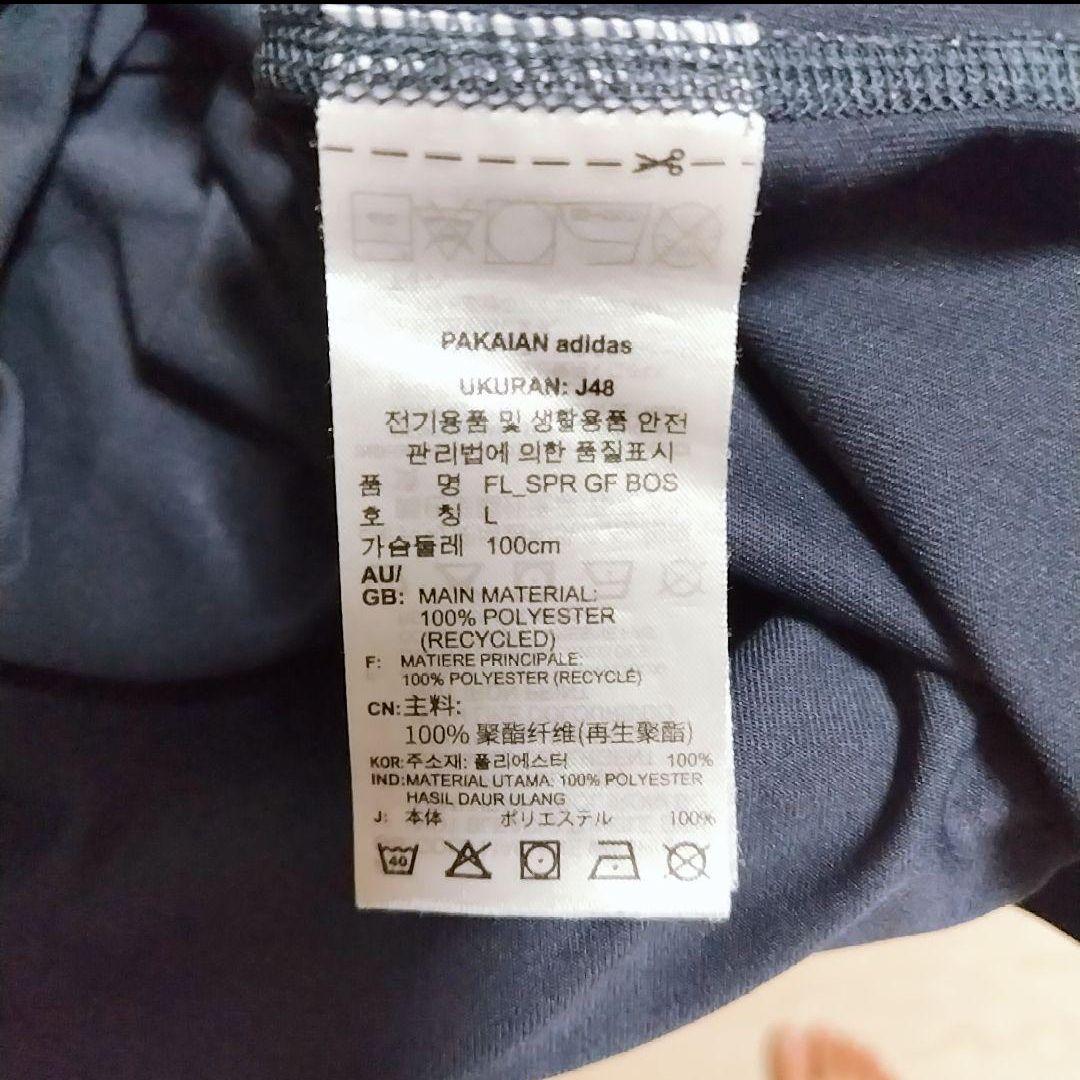 PAKAIAN adidas
UKURAN: J48
전기용품 및 생활용품 안전
관리법에 의한 품질표시
품 명 FL_SPR GF BOS
호 칭 L
가슴둘레 100cm
AU/
GB: MAIN MATERIAL:
100% POLYESTER
(RECYCLED)
F: MATIERE PRINCIPALE:
100% POLYESTER (RECYCLÉ)
CN: 主料:
100% 聚酯纤维(再生聚酯)
KOR: 주소재: 폴리에스터 100%
IND: MATERIAL UTAMA: 100% POLYESTER
HASIL DAUR ULANG
J: 本体 ポリエステル 100%
40